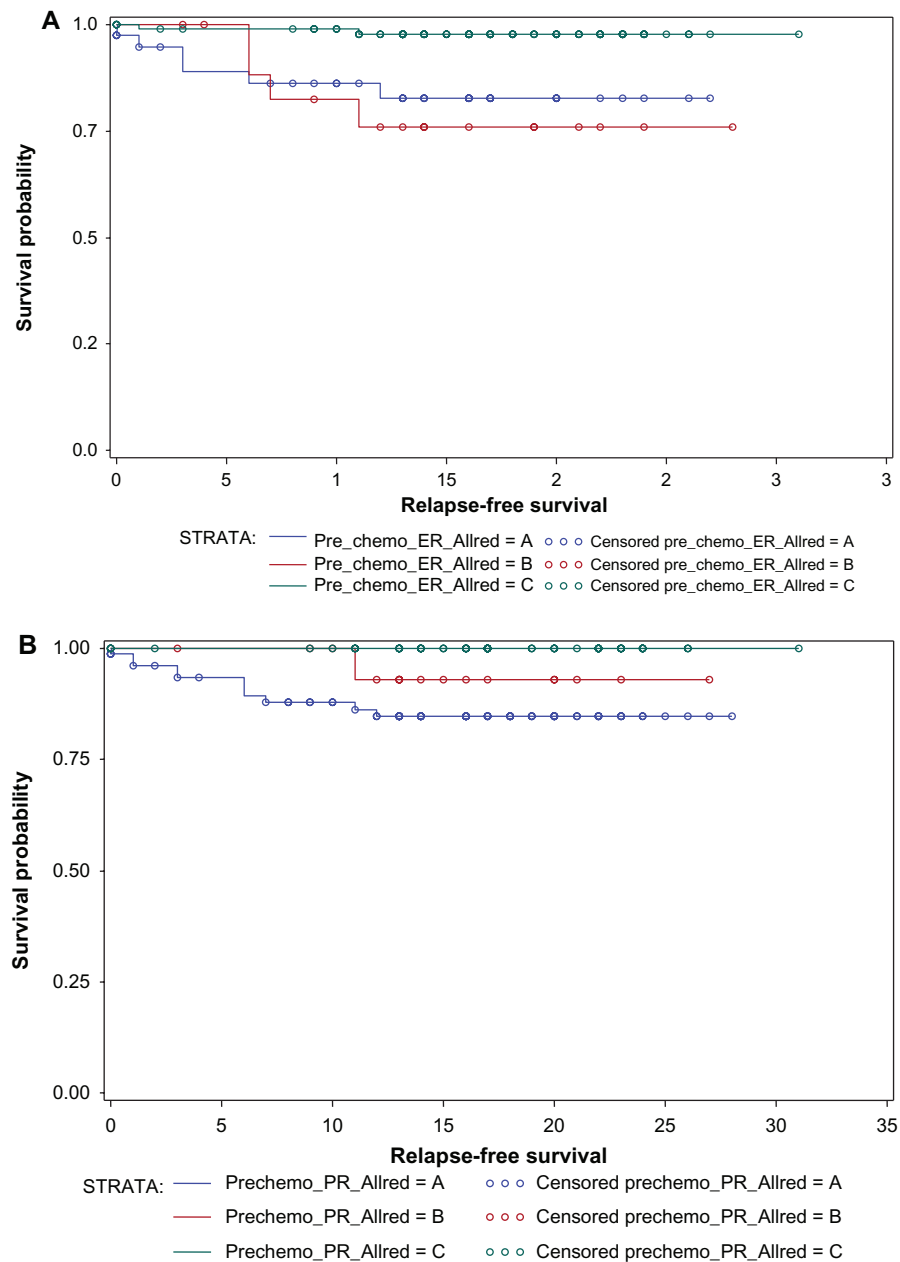 A
1.0
0.7
0.5
0.2
0.0
Survival probability
0 5 1 15 2 2 3 3
Relapse-free survival
STRATA: Pre_chemo_ER_Allred = A Censored pre_chemo_ER_Allred = A
Pre_chemo_ER_Allred = B Censored pre_chemo_ER_Allred = B
Pre_chemo_ER_Allred = C Censored pre_chemo_ER_Allred = C
B
1.00
0.75
0.50
0.25
0.00
Survival probability
0 5 10 15 20 25 30 35
Relapse-free survival
STRATA: Prechemo_PR_Allred = A Censored prechemo_PR_Allred = A
Prechemo_PR_Allred = B Censored prechemo_PR_Allred = B
Prechemo_PR_Allred = C Censored prechemo_PR_Allred = C